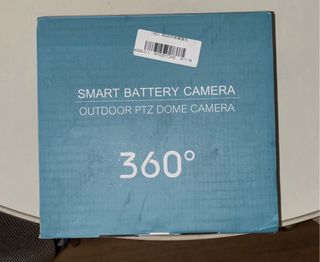 SMART BATTERY CAMERA
OUTDOOR PTZ DOME CAMERA
360°